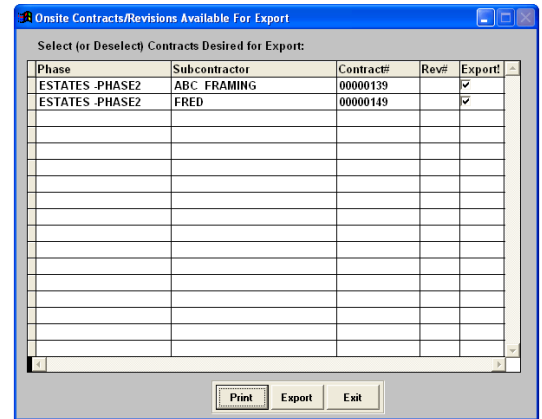 Onsite Contracts/Revisions Available For Export
Select (or Deselect) Contracts Desired for Export:
Phase Subcontractor Contract# Rev# Export!
ESTATES -PHASE2 ABC FRAMING 00000139
ESTATES -PHASE2 FRED 00000149
Print Export Exit